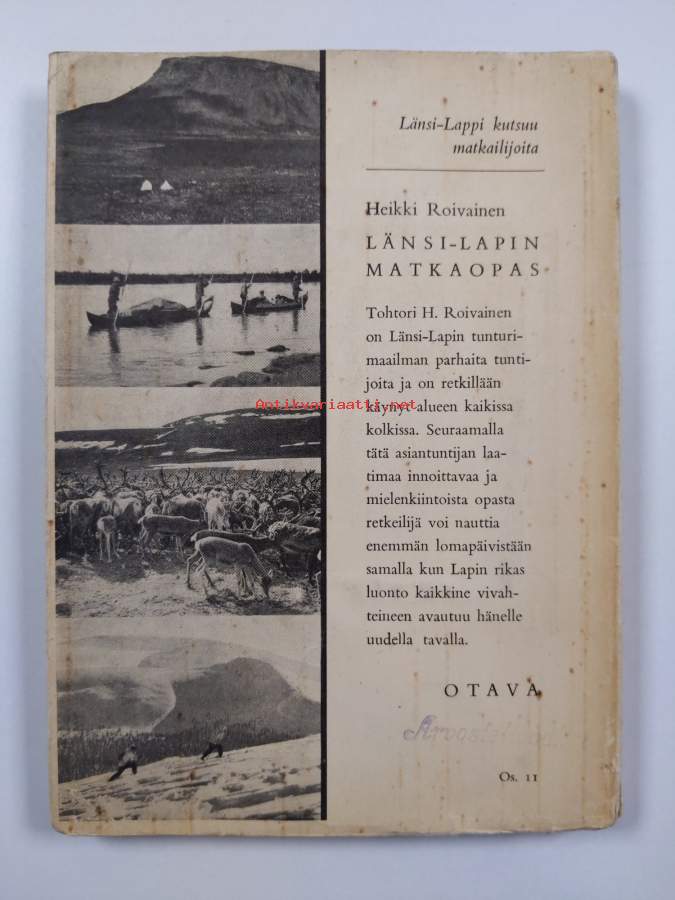 Länsi-Lappi kutsuu
matkailijoita
Heikki Roivainen
LÄNSI-LAPIN
MATKAOPAS
Tohtori H. Roivainen
on Länsi-Lapin tunturi-
maailman parhaita tunti-
joita ja on retkillään
käynyt alueen kaikissa
kolkissa. Seuraamalla
tätä asiantuntijan laa-
timaa innoittavaa ja
mielenkiintoista opasta
retkeilijä voi nauttia
enemmän lomapäivistään
samalla kun Lapin rikas
luonto kaikkine vivah-
teineen avautuu hänelle
uudella tavalla.
OTAVA
Os. 11
Antikvariaatti.net